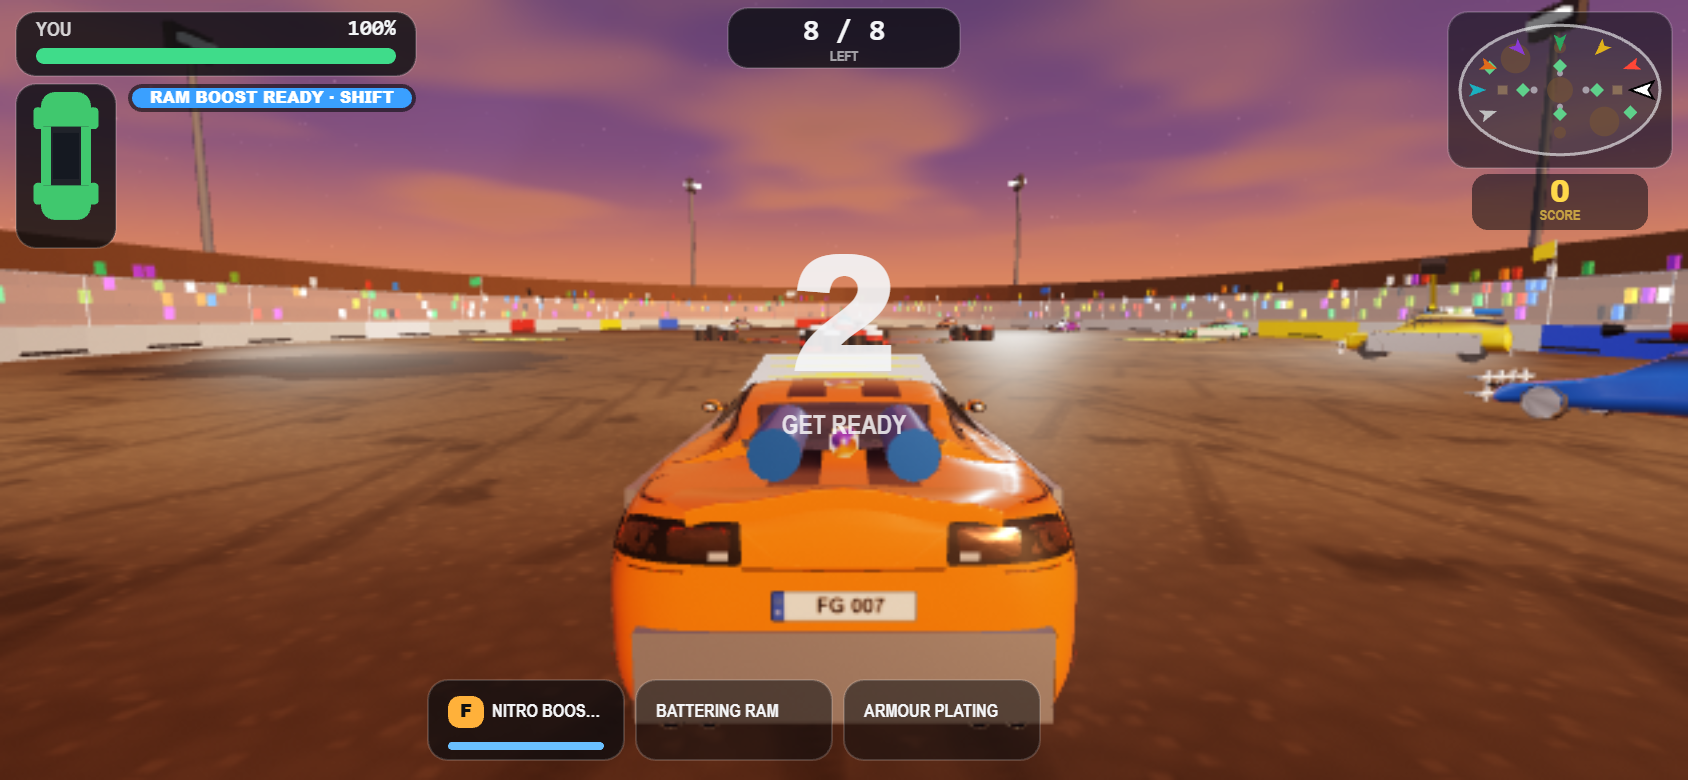 YOU 100%
RAM BOOST READY · SHIFT
8 / 8
LEFT
0
SCORE
2
GET READY
FG 007
F NITRO BOOS...
BATTERING RAM
ARMOUR PLATING